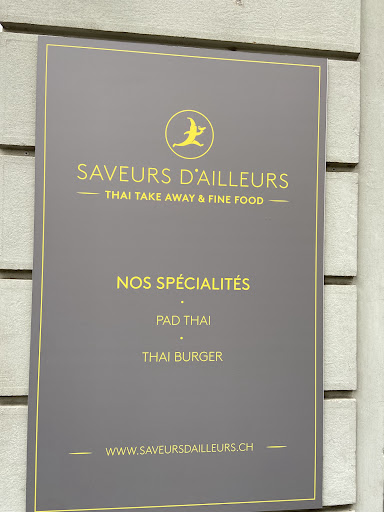 SAVEURS D'AILLEURS
THAI TAKE AWAY & FINE FOOD
NOS SPÉCIALITÉS
PAD THAI
THAI BURGER
WWW.SAVEURSDAILLEURS.CH